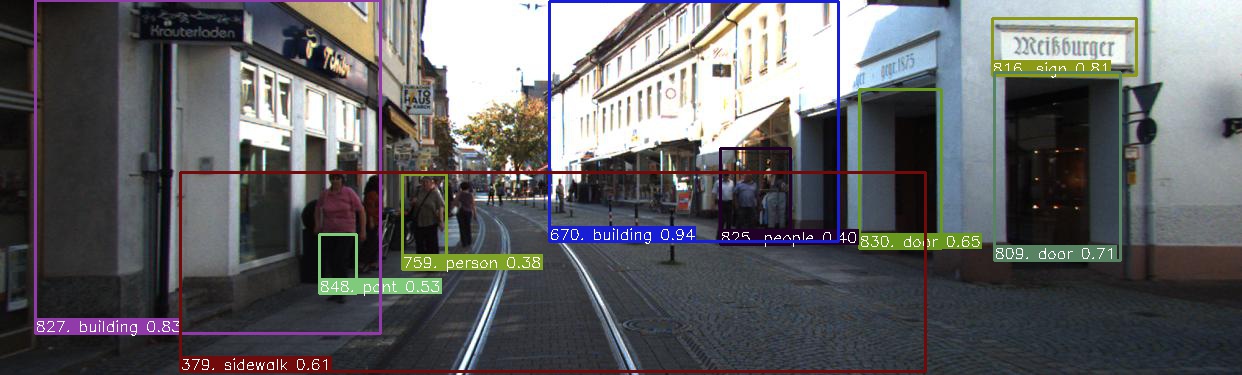 Kräuterladen
Tchibo
FOTO
HAUS
KARCH
gegr. 1875
Meißburger
816. sign 0.81
670. building 0.94
825. people 0.40
830. door 0.65
809. door 0.71
759. person 0.38
848. pant 0.53
827. building 0.83
379. sidewalk 0.61